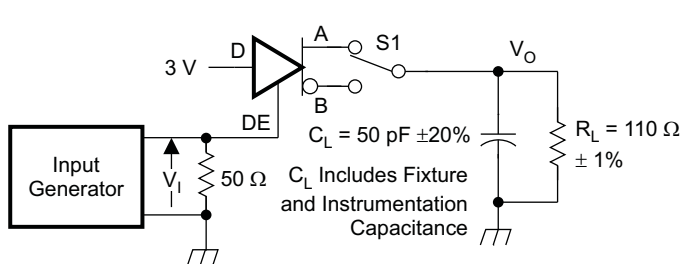 A
S1
D
3 V
V_O
B
DE
C_L = 50 pF ±20%
R_L = 110 Ω
± 1%
Input
Generator
V_I
50 Ω
C_L Includes Fixture
and Instrumentation
Capacitance